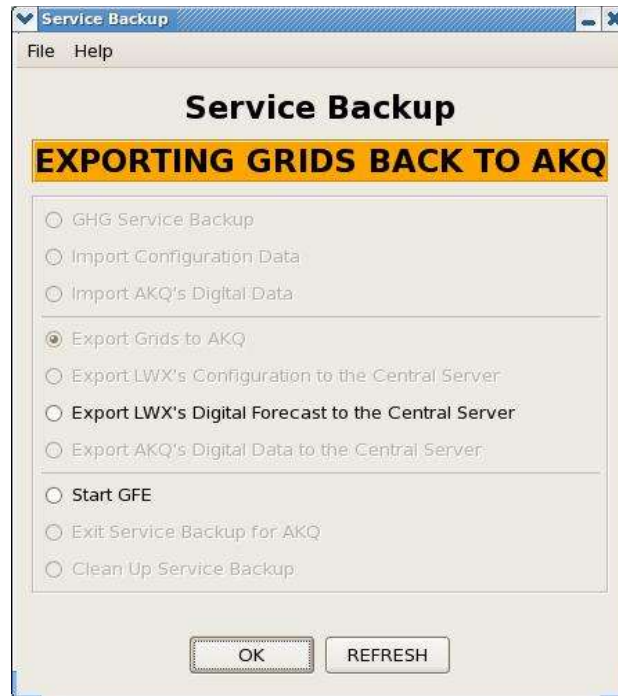 Service Backup
File Help
Service Backup
EXPORTING GRIDS BACK TO AKQ
GHG Service Backup
Import Configuration Data
Import AKQ's Digital Data
Export Grids to AKQ
Export LWX's Configuration to the Central Server
Export LWX's Digital Forecast to the Central Server
Export AKQ's Digital Data to the Central Server
Start GFE
Exit Service Backup for AKQ
Clean Up Service Backup
OK REFRESH